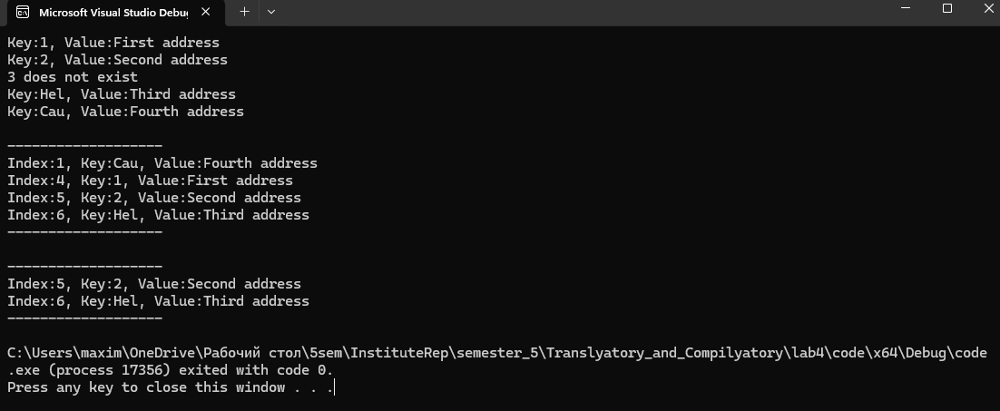 Microsoft Visual Studio Debug
Key:1, Value:First address
Key:2, Value:Second address
3 does not exist
Key:Hel, Value:Third address
Key:Cau, Value:Fourth address
-------------------
Index:1, Key:Cau, Value:Fourth address
Index:4, Key:1, Value:First address
Index:5, Key:2, Value:Second address
Index:6, Key:Hel, Value:Third address
-------------------
-------------------
Index:5, Key:2, Value:Second address
Index:6, Key:Hel, Value:Third address
-------------------
C:\Users\maxim\OneDrive\Рабочий стол\5sem\InstituteRep\semester_5\Translyatory_and_Compilyatory\lab4\code\x64\Debug\code
.exe (process 17356) exited with code 0.
Press any key to close this window . . .